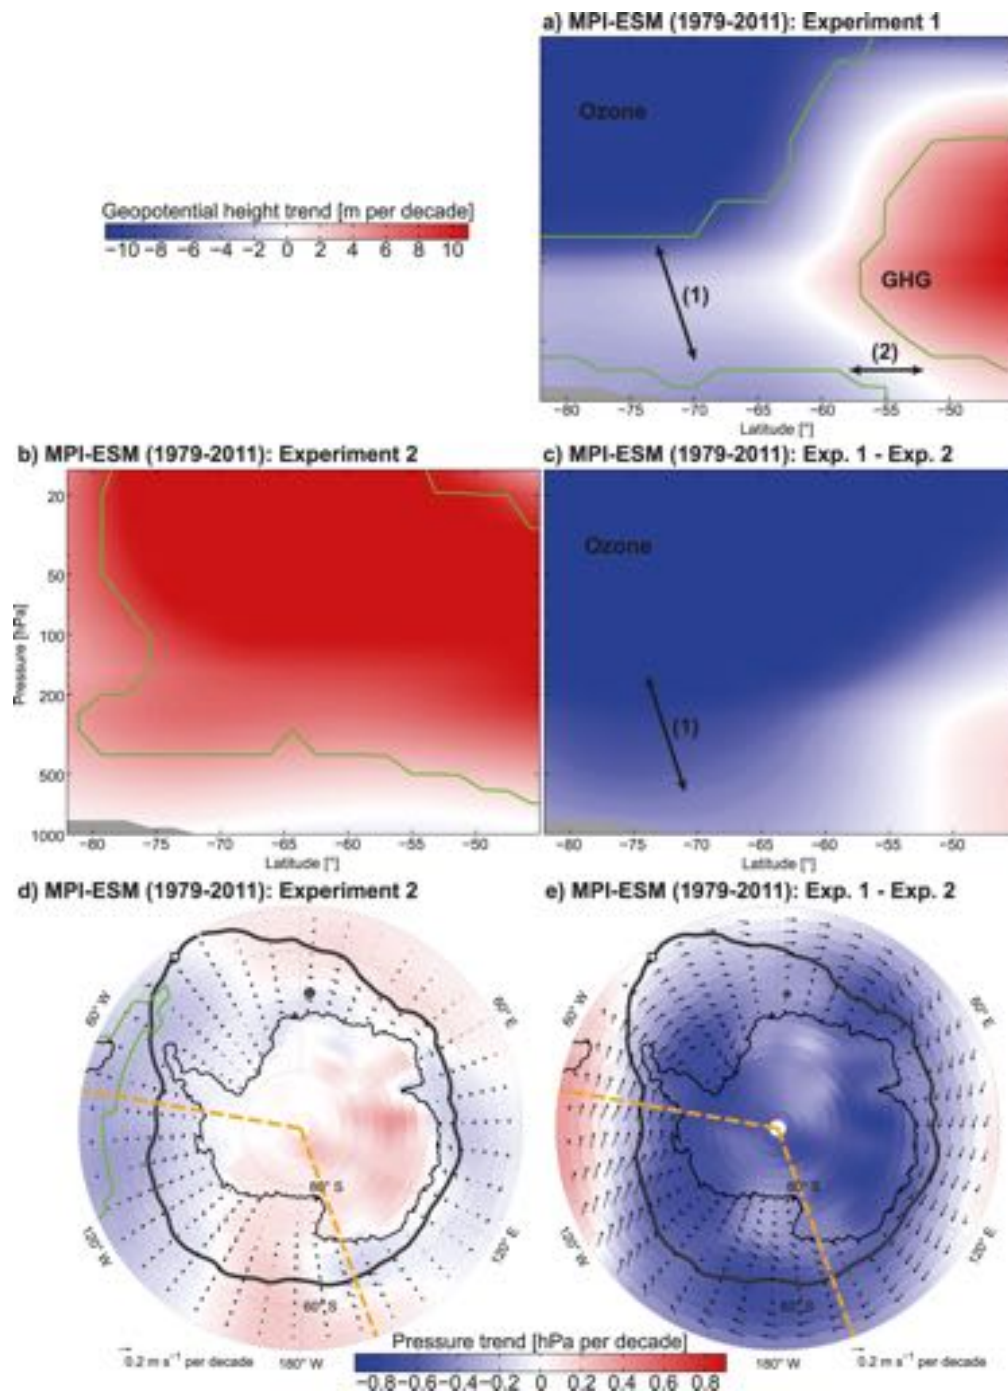 a) MPI-ESM (1979-2011): Experiment 1
Ozone
Geopotential height trend [m per decade]
−10 −8 −6 −4 −2 0 2 4 6 8 10
(1)
GHG
(2)
−80 −75 −70 −65 −60 −55 −50
Latitude [°]
b) MPI-ESM (1979-2011): Experiment 2
c) MPI-ESM (1979-2011): Exp. 1 - Exp. 2
20
50
100
200
500
1000
Pressure [hPa]
Ozone
(1)
−80 −75 −70 −65 −60 −55 −50
Latitude [°]
−80 −75 −70 −65 −60 −55 −50
Latitude [°]
d) MPI-ESM (1979-2011): Experiment 2
e) MPI-ESM (1979-2011): Exp. 1 - Exp. 2
60° W
60° E
60° W
60° E
80° S
80° S
120° W
120° E
120° W
120° E
60° S
60° S
0.2 m s⁻¹ per decade
180° W
Pressure trend [hPa per decade]
180° W
0.2 m s⁻¹ per decade
−0.8 −0.6 −0.4 −0.2 0 0.2 0.4 0.6 0.8